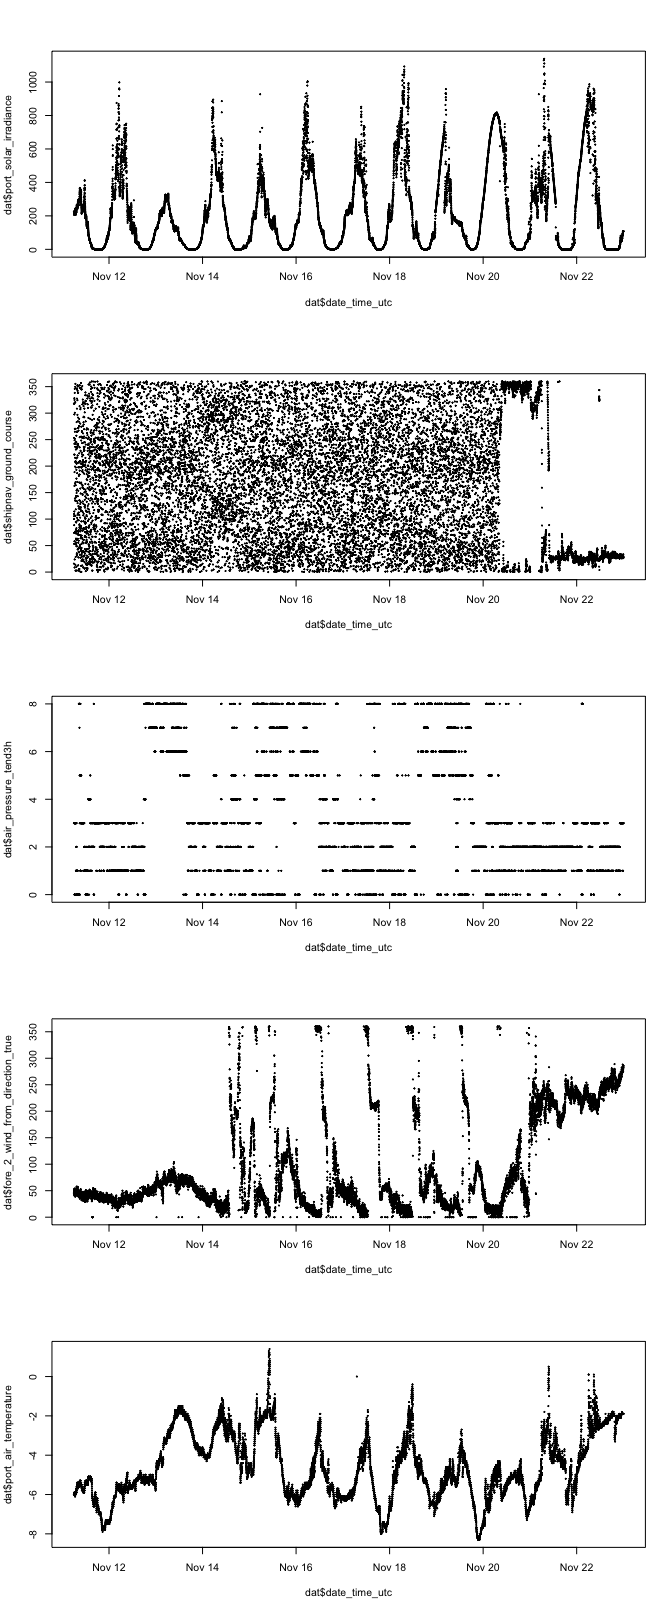 dat$port_solar_irradiance
0 200 400 600 800 1000
Nov 12 Nov 14 Nov 16 Nov 18 Nov 20 Nov 22
dat$date_time_utc
dat$shipnav_ground_course
0 50 100 150 200 250 300 350
Nov 12 Nov 14 Nov 16 Nov 18 Nov 20 Nov 22
dat$date_time_utc
dat$air_pressure_tend3h
0 2 4 6 8
Nov 12 Nov 14 Nov 16 Nov 18 Nov 20 Nov 22
dat$date_time_utc
dat$fore_2_wind_from_direction_true
0 50 100 150 200 250 300 350
Nov 12 Nov 14 Nov 16 Nov 18 Nov 20 Nov 22
dat$date_time_utc
dat$port_air_temperature
-8 -6 -4 -2 0
Nov 12 Nov 14 Nov 16 Nov 18 Nov 20 Nov 22
dat$date_time_utc